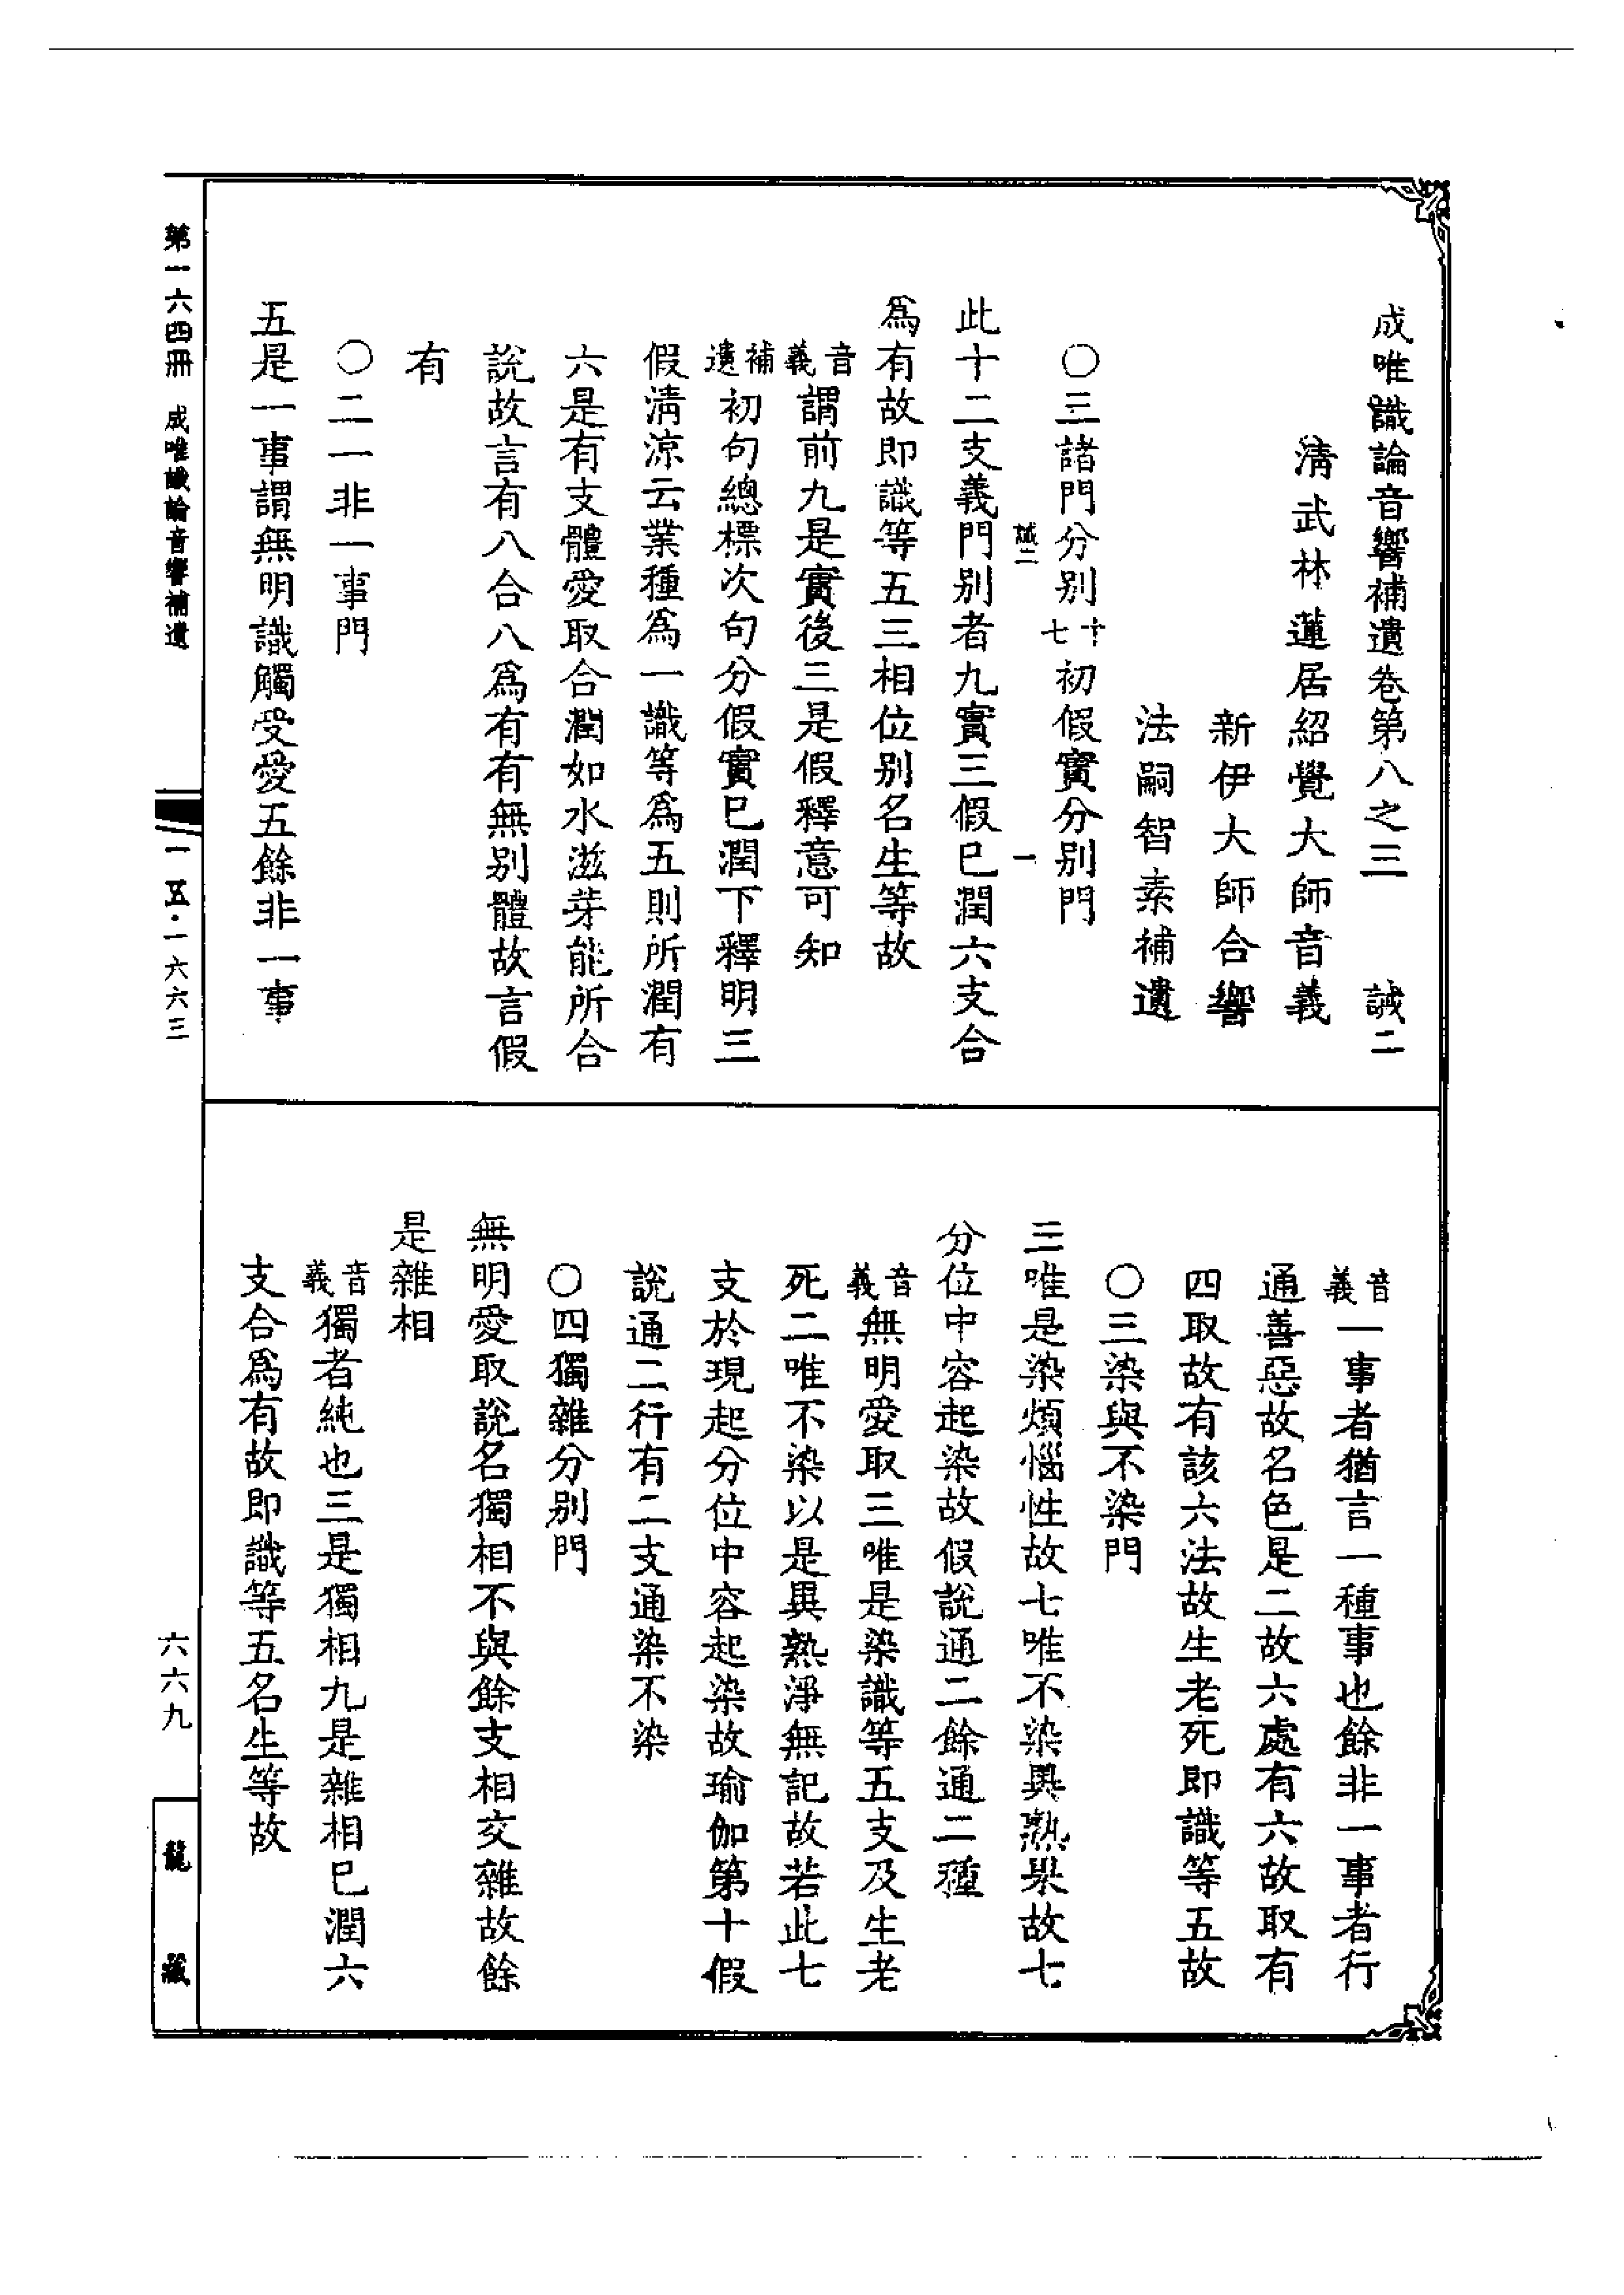 成唯識論音響補遺卷第八之三　誠二
清武林蓮居紹覺大師音義
新伊大師合響
法嗣智素補遺
〇三諸門分别十七初假實分别門
誠二　一
此十二支義門别者九實三假已潤六支合
爲有故即識等五三相位别名生等故
音義謂前九是實後三是假釋意可知
補遺初句總標次句分假實已潤下釋明三
假清涼云業種爲一識等爲五則所潤有
六是有支體愛取合潤如水滋芽能所合
說故言有八合八爲有有無别體故言假
有
〇二一非一事門
五是一事謂無明識觸受愛五餘非一事
音義一事者猶言一種事也餘非一事者行
通善惡故名色是二故六處有六故取有
四取故有該六法故生老死即識等五故
〇三染與不染門
三唯是染煩惱性故七唯不染異熟果故七
分位中容起染故假說通二餘通二種
音義無明愛取三唯是染識等五支及生老
死二唯不染以是異熟淨無記故若此七
支於現起分位中容起染故瑜伽第十假
說通二行有二支通染不染
〇四獨雜分别門
無明愛取說名獨相不與餘支相交雜故餘
是雜相
音義獨者純也三是獨相九是雜相已潤六
支合爲有故即識等五名生等故
第一六四冊　成唯識論音響補遺
一五·一六六三
六六九
龍藏